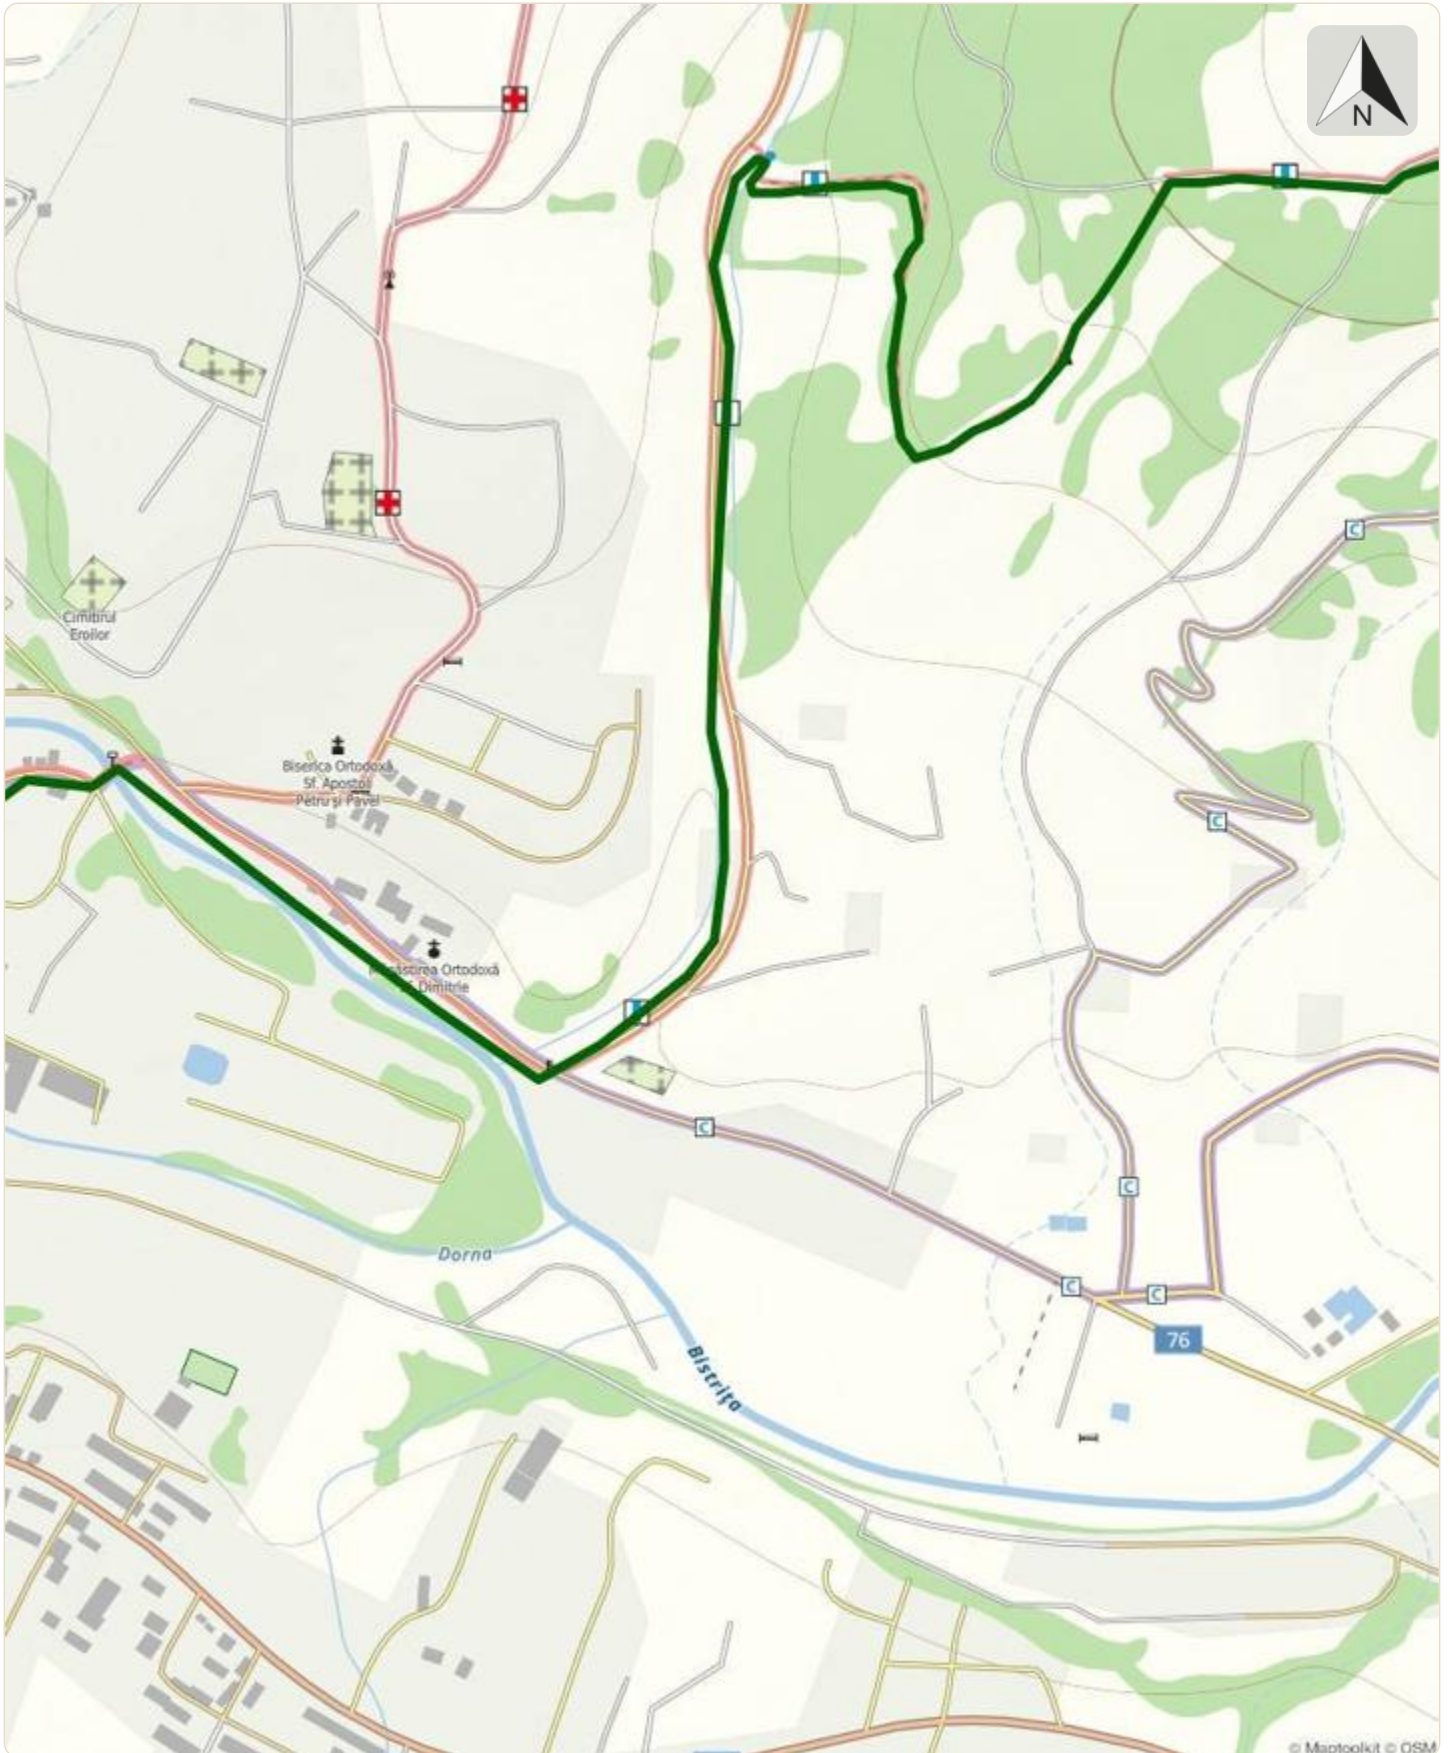 N
Cimitirul
Eroilor
Biserica Ortodoxă
Sf. Apostoli
Petru și Pavel
Mănăstirea Ortodoxă
Sf. Dimitrie
C
C
C
C
C
C
76
Dorna
Bistrița
© Maptoolkit © OSM